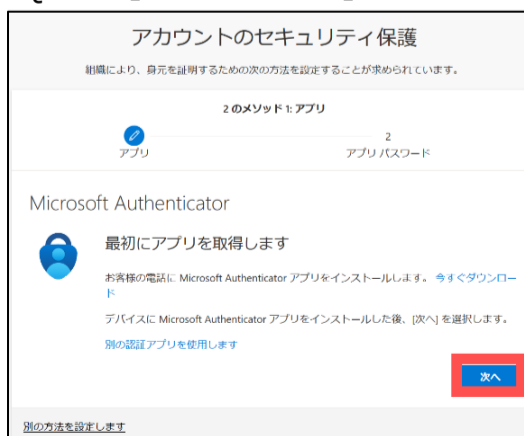 アカウントのセキュリティ保護
組織により、身元を証明するための次の方法を設定することが求められています。
2 のメソッド 1: アプリ
アプリ
2
アプリ パスワード
Microsoft Authenticator
最初にアプリを取得します
お客様の電話に Microsoft Authenticator アプリをインストールします。 今すぐダウンロー
ド
デバイスに Microsoft Authenticator アプリをインストールした後、[次へ] を選択します。
別の認証アプリを使用します
次へ
別の方法を設定します